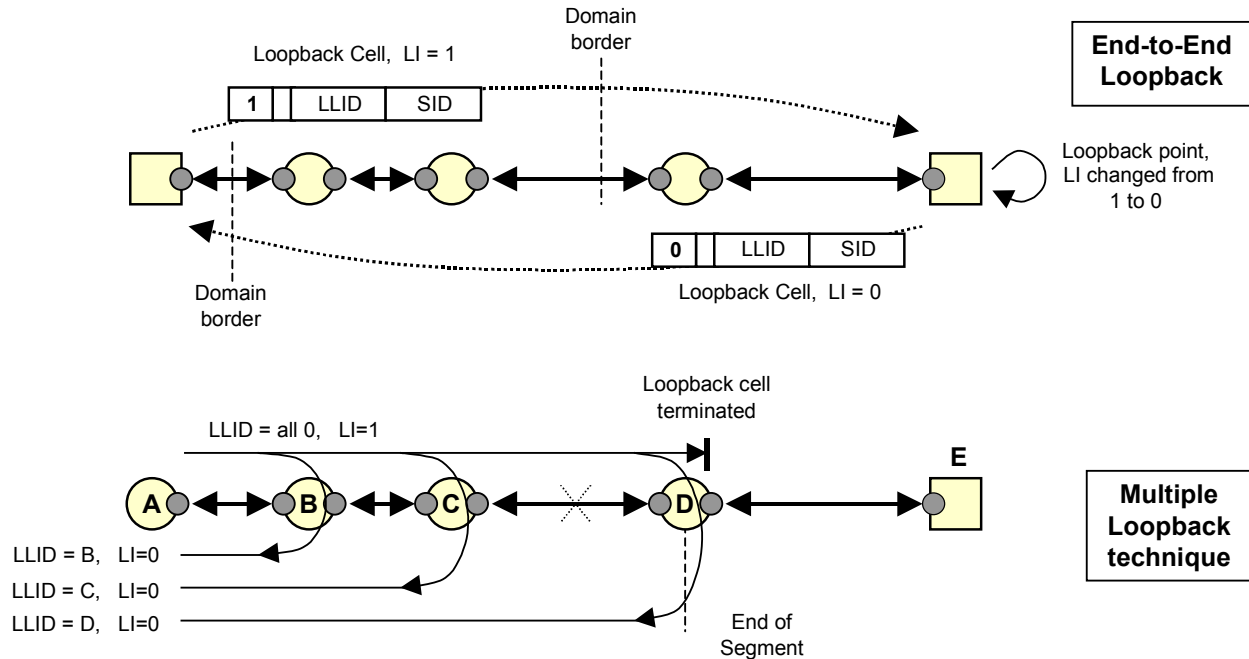 Domain
border
Loopback Cell, LI = 1
End-to-End
Loopback
1 LLID SID
Loopback point,
LI changed from
1 to 0
0 LLID SID
Loopback Cell, LI = 0
Domain
border
Loopback cell
terminated
LLID = all 0, LI=1
E
A B C D
Multiple
Loopback
technique
LLID = B, LI=0
LLID = C, LI=0
LLID = D, LI=0
End of
Segment